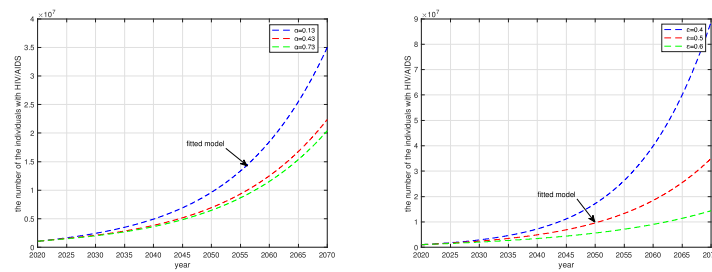 ×10⁷
4
3.5
3
2.5
2
1.5
1
0.5
0
2020 2025 2030 2035 2040 2045 2050 2055 2060 2065 2070
year
the number of the individuals with HIV/AIDS
α=0.13
α=0.43
α=0.73
fitted model
×10⁷
9
8
7
6
5
4
3
2
1
0
2020 2025 2030 2035 2040 2045 2050 2055 2060 2065 207
year
the number of the individuals with HIV/AIDS
ε=0.4
ε=0.5
ε=0.6
fitted model